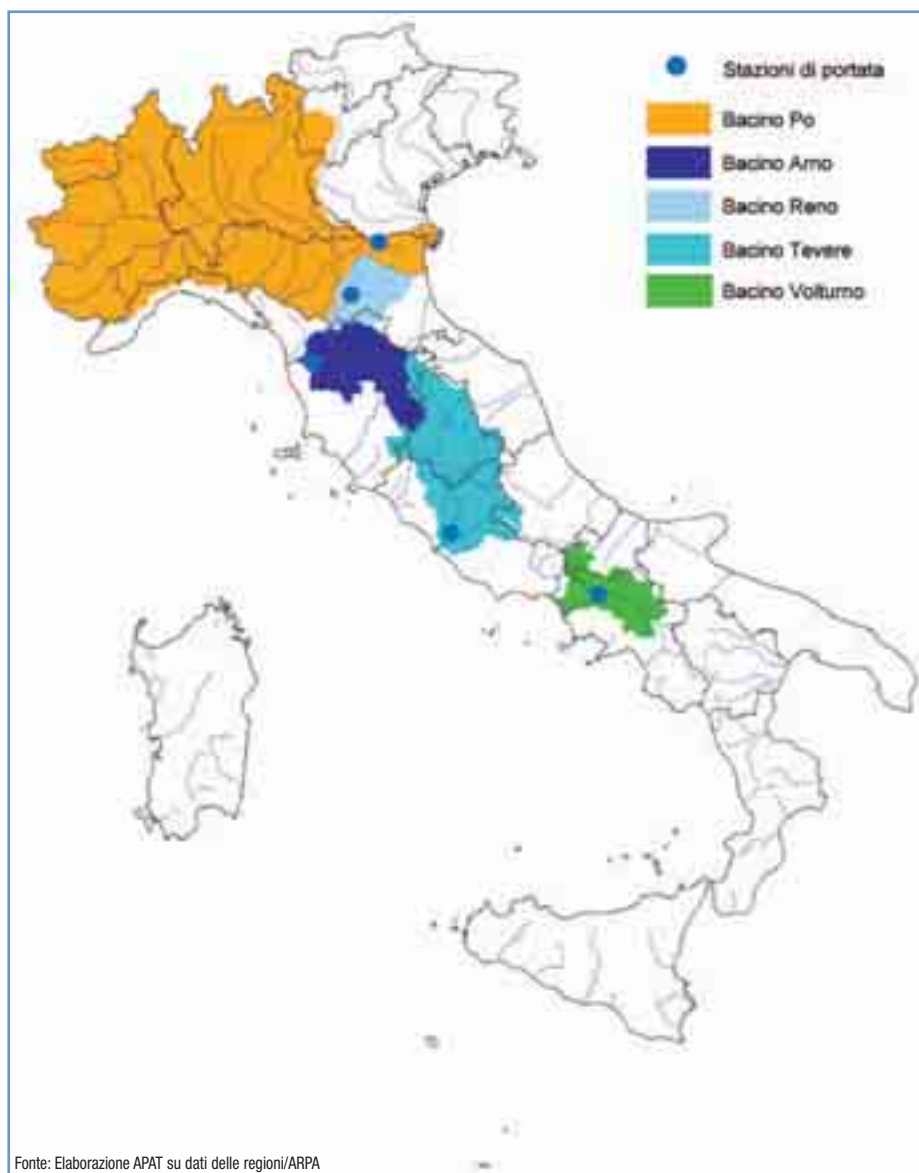 Stazioni di portata
Bacino Po
Bacino Arno
Bacino Reno
Bacino Tevere
Bacino Volturno
Fonte: Elaborazione APAT su dati delle regioni/ARPA